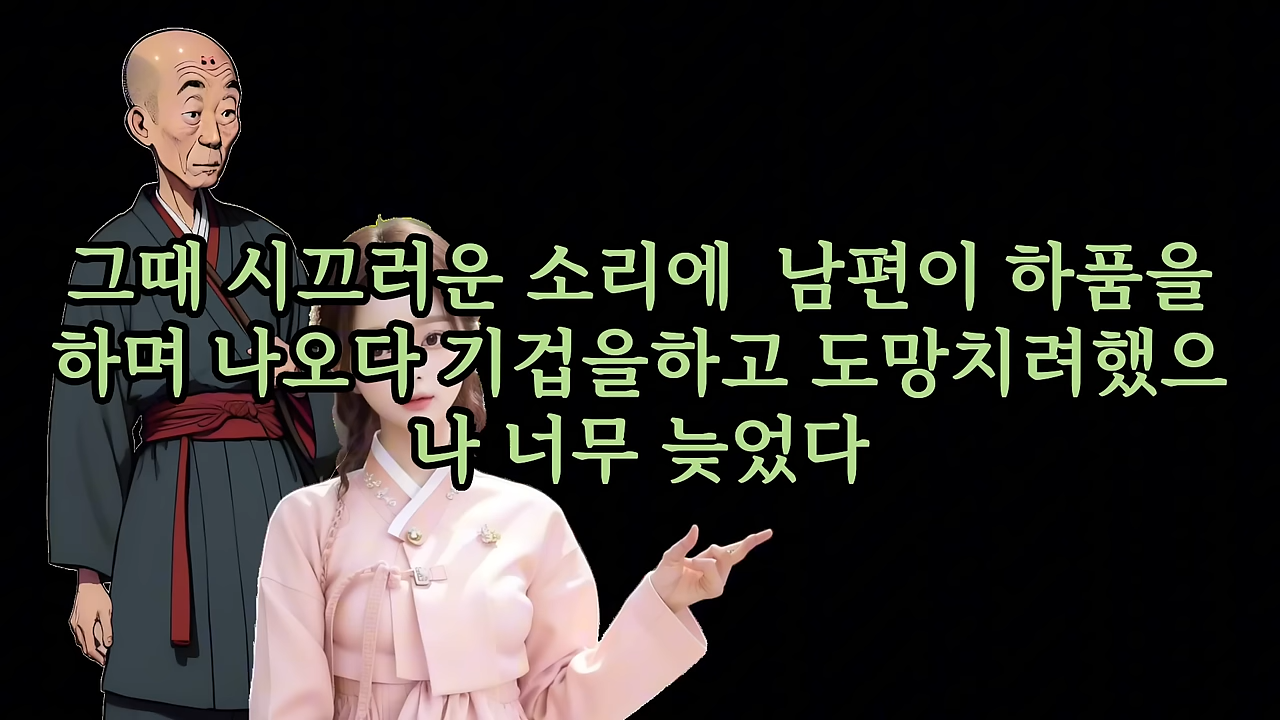 그때 시끄러운 소리에  남편이 하품을
하며 나오다 기겁을하고 도망치려했으
나 너무 늦었다